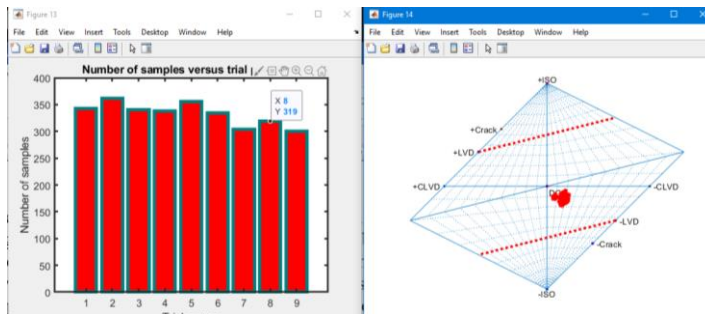 Figure 13
File Edit View Insert Tools Desktop Window Help
Number of samples versus trial
Number of samples
400
350
300
250
200
150
100
50
0
X 8
Y 319
1 2 3 4 5 6 7 8 9
Figure 14
File Edit View Insert Tools Desktop Window Help
+ISO
+Crack
+LVD
+CLVD
-CLVD
-LVD
-Crack
-ISO